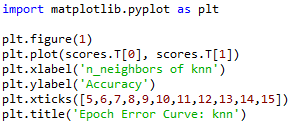 import matplotlib.pyplot as plt
plt.figure(1)
plt.plot(scores.T[0], scores.T[1])
plt.xlabel('n_neighbors of knn')
plt.ylabel('Accuracy')
plt.xticks([5,6,7,8,9,10,11,12,13,14,15])
plt.title('Epoch Error Curve: knn')